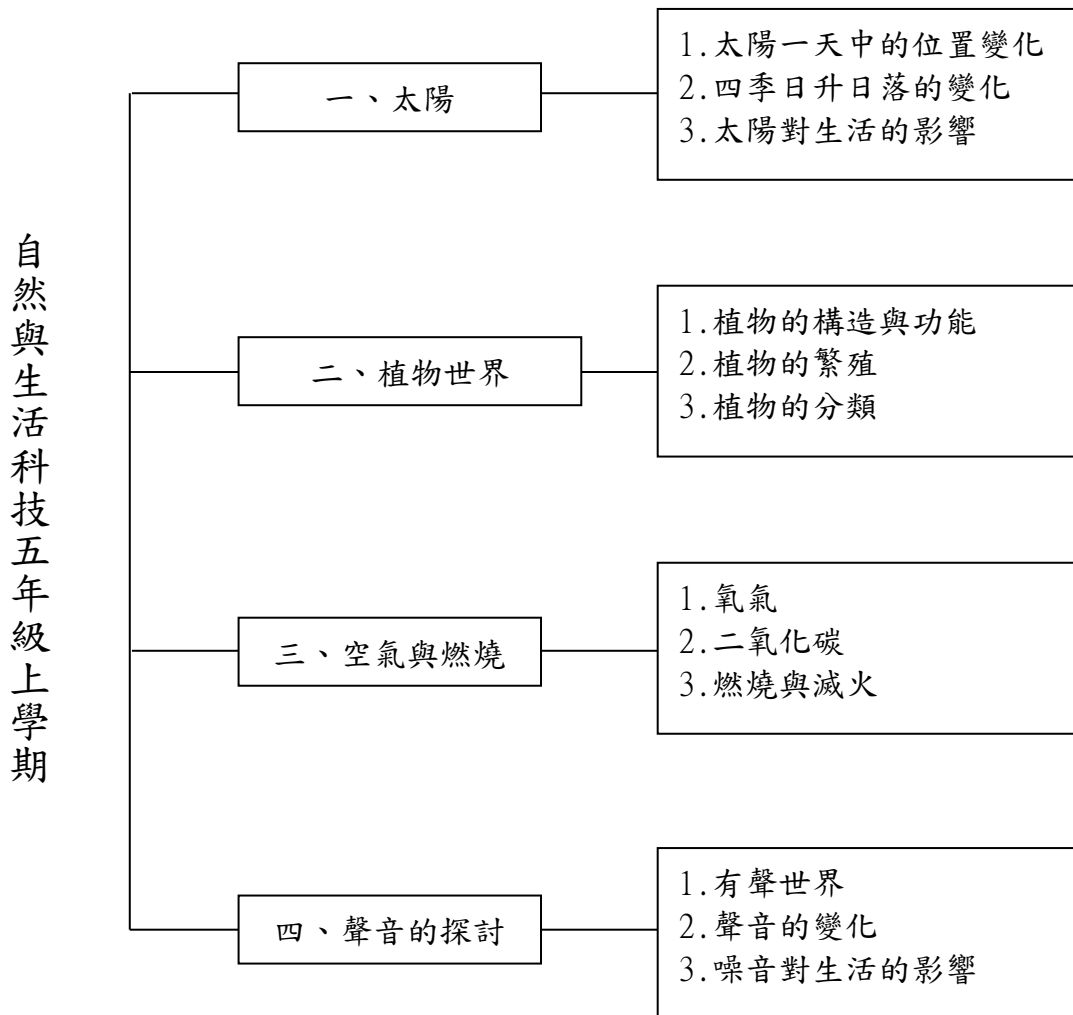 自然與生活科技五年級上學期
一、太陽
1.太陽一天中的位置變化
2.四季日升日落的變化
3.太陽對生活的影響
二、植物世界
1.植物的構造與功能
2.植物的繁殖
3.植物的分類
三、空氣與燃燒
1.氧氣
2.二氧化碳
3.燃燒與滅火
四、聲音的探討
1.有聲世界
2.聲音的變化
3.噪音對生活的影響